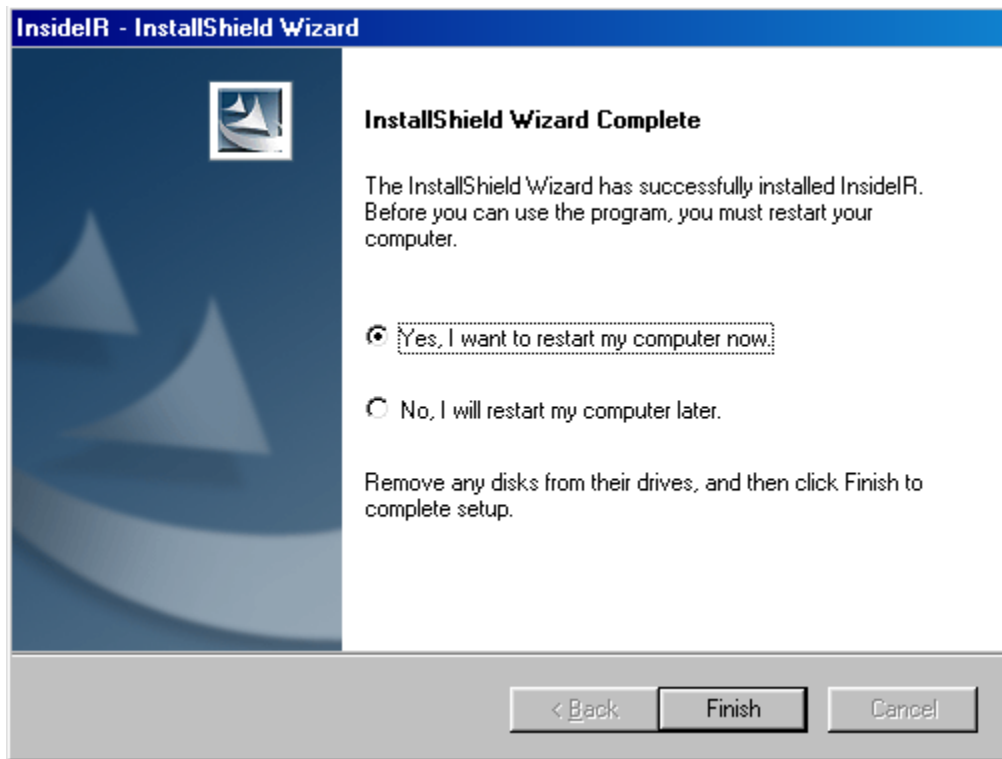 InsideIR - InstallShield Wizard
InstallShield Wizard Complete
The InstallShield Wizard has successfully installed InsideIR.
Before you can use the program, you must restart your
computer.
Yes, I want to restart my computer now.
No, I will restart my computer later.
Remove any disks from their drives, and then click Finish to
complete setup.
< Back
Finish
Cancel